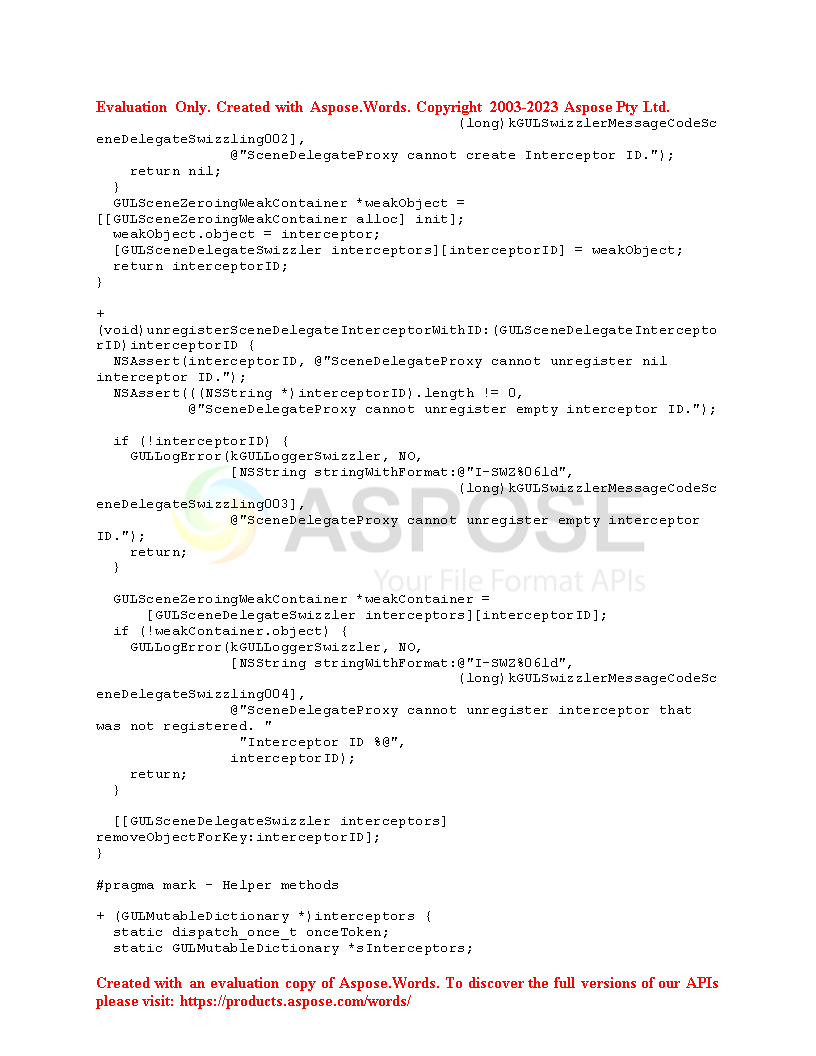 Evaluation Only. Created with Aspose.Words. Copyright 2003-2023 Aspose Pty Ltd.
(long)kGULSwizzlerMessageCodeSc
eneDelegateSwizzling002],
@"SceneDelegateProxy cannot create Interceptor ID.");
return nil;
}
GULSceneZeroingWeakContainer *weakObject =
[[GULSceneZeroingWeakContainer alloc] init];
weakObject.object = interceptor;
[GULSceneDelegateSwizzler interceptors][interceptorID] = weakObject;
return interceptorID;
}
+
(void)unregisterSceneDelegateInterceptorWithID:(GULSceneDelegateIntercepto
rID)interceptorID {
NSAssert(interceptorID, @"SceneDelegateProxy cannot unregister nil
interceptor ID.");
NSAssert(((NSString *)interceptorID).length != 0,
@"SceneDelegateProxy cannot unregister empty interceptor ID.");
if (!interceptorID) {
GULLogError(kGULLoggerSwizzler, NO,
[NSString stringWithFormat:@"I-SWZ%06ld",
(long)kGULSwizzlerMessageCodeSc
eneDelegateSwizzling003],
@"SceneDelegateProxy cannot unregister empty interceptor
ID.");
return;
}
ASPOSE
Your File Format APIs
GULSceneZeroingWeakContainer *weakContainer =
[GULSceneDelegateSwizzler interceptors][interceptorID];
if (!weakContainer.object) {
GULLogError(kGULLoggerSwizzler, NO,
[NSString stringWithFormat:@"I-SWZ%06ld",
(long)kGULSwizzlerMessageCodeSc
eneDelegateSwizzling004],
@"SceneDelegateProxy cannot unregister interceptor that
was not registered. "
"Interceptor ID %@",
interceptorID);
return;
}
[[GULSceneDelegateSwizzler interceptors]
removeObjectForKey:interceptorID];
}
#pragma mark - Helper methods
+ (GULMutableDictionary *)interceptors {
static dispatch_once_t onceToken;
static GULMutableDictionary *sInterceptors;
Created with an evaluation copy of Aspose.Words. To discover the full versions of our APIs
please visit: https://products.aspose.com/words/